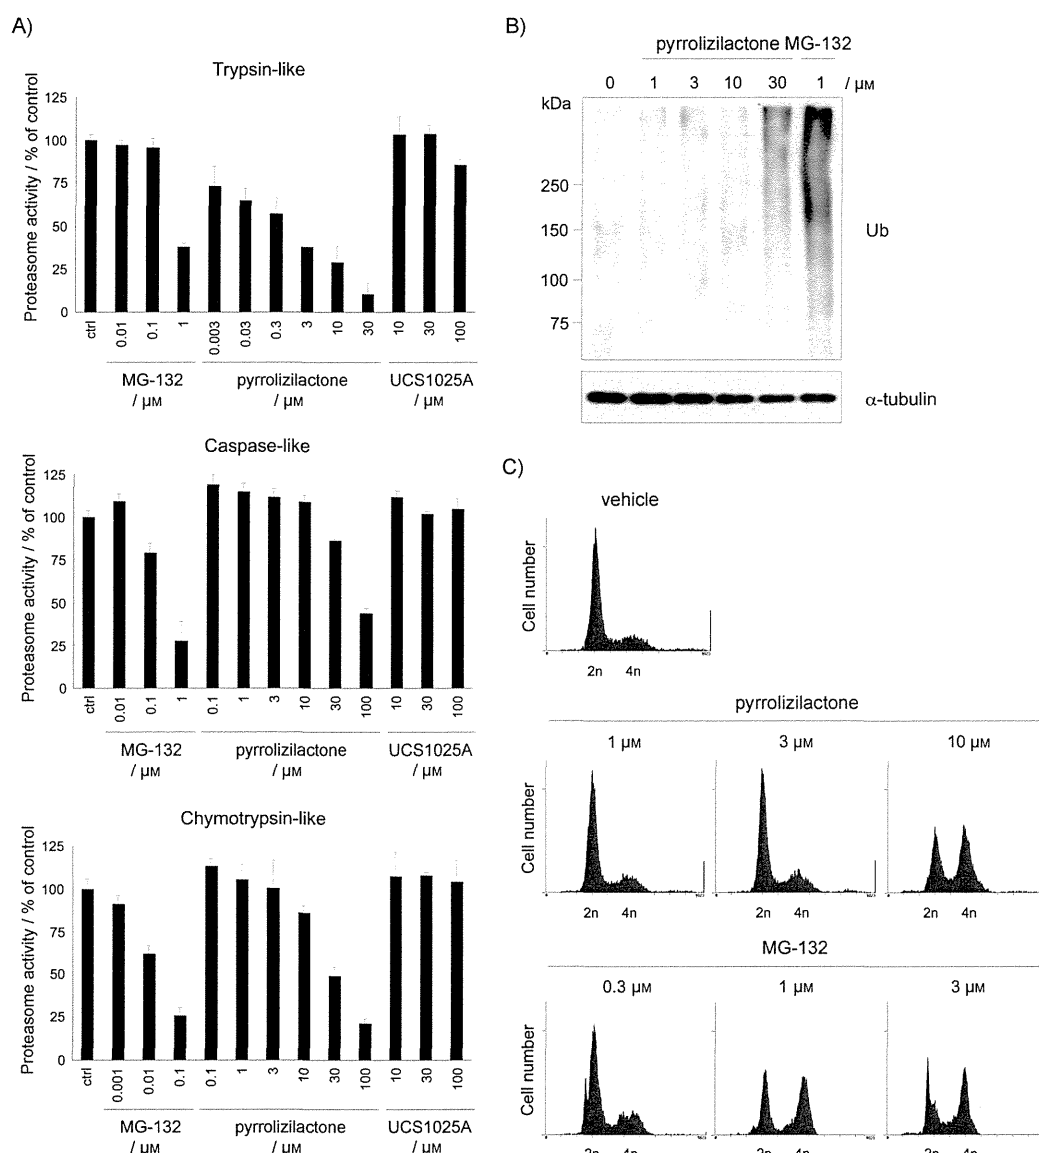 A)
Trypsin-like
Proteasome activity / % of control
125
100
75
50
25
0
ctrl
0.01
0.1
1
0.003
0.03
0.3
3
10
30
10
30
100
MG-132
/ μM
pyrrolizilactone
/ μM
UCS1025A
/ μM
Caspase-like
Proteasome activity / % of control
125
100
75
50
25
0
ctrl
0.01
0.1
1
0.1
1
3
10
30
100
10
30
100
MG-132
/ μM
pyrrolizilactone
/ μM
UCS1025A
/ μM
Chymotrypsin-like
Proteasome activity / % of control
125
100
75
50
25
0
ctrl
0.001
0.01
0.1
0.1
1
3
10
30
100
10
30
100
MG-132
/ μM
pyrrolizilactone
/ μM
UCS1025A
/ μM
B)
pyrrolizilactone MG-132
0 1 3 10 30 1 / μM
kDa
250
150
100
75
Ub
α-tubulin
C)
vehicle
Cell number
2n 4n
pyrrolizilactone
1 μM 3 μM 10 μM
Cell number
2n 4n 2n 4n 2n 4n
MG-132
0.3 μM 1 μM 3 μM
Cell number
2n 4n 2n 4n 2n 4n